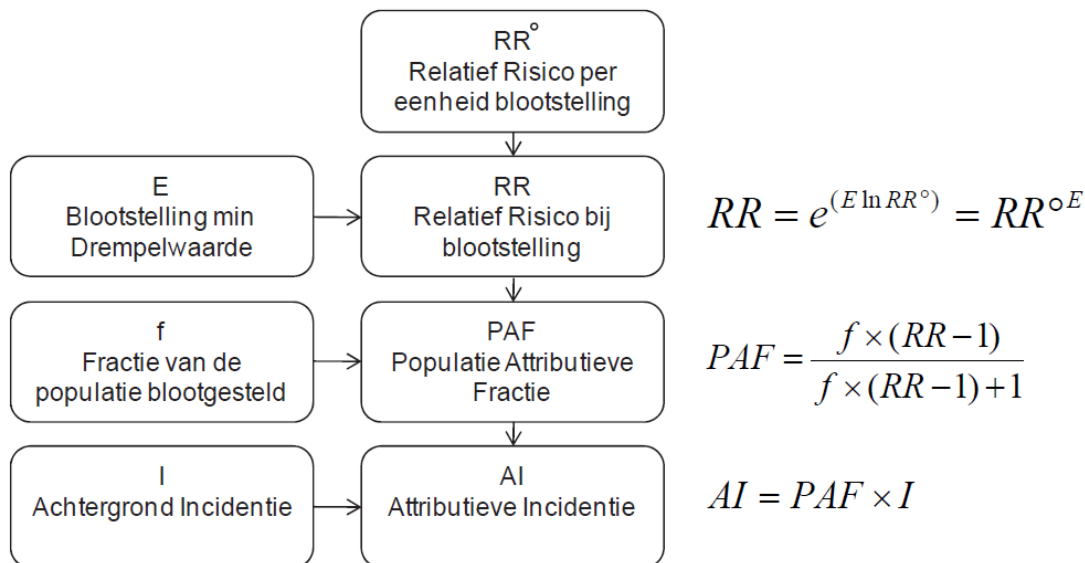 RR°
Relatief Risico per
eenheid blootstelling
E
Blootstelling min
Drempelwaarde
RR
Relatief Risico bij
blootstelling
RR = e^(E ln RR°) = RR°^E
f
Fractie van de
populatie blootgesteld
PAF
Populatie Attributieve
Fractie
PAF = f × (RR − 1) / f × (RR − 1) + 1
I
Achtergrond Incidentie
AI
Attributieve Incidentie
AI = PAF × I